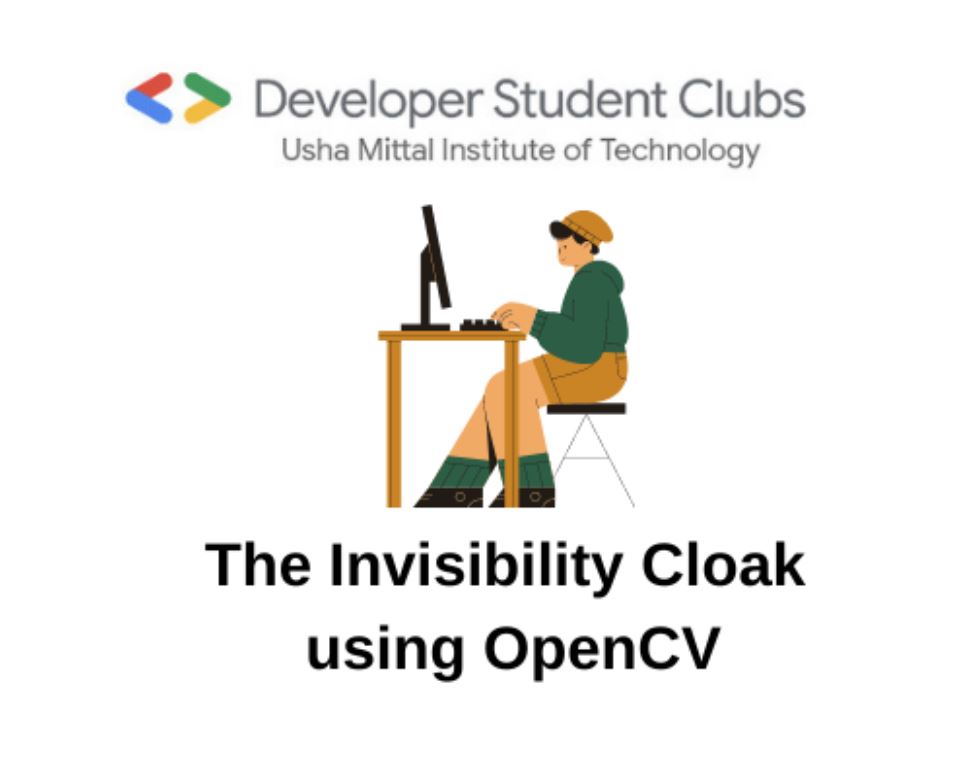 Developer Student Clubs
Usha Mittal Institute of Technology
The Invisibility Cloak
using OpenCV